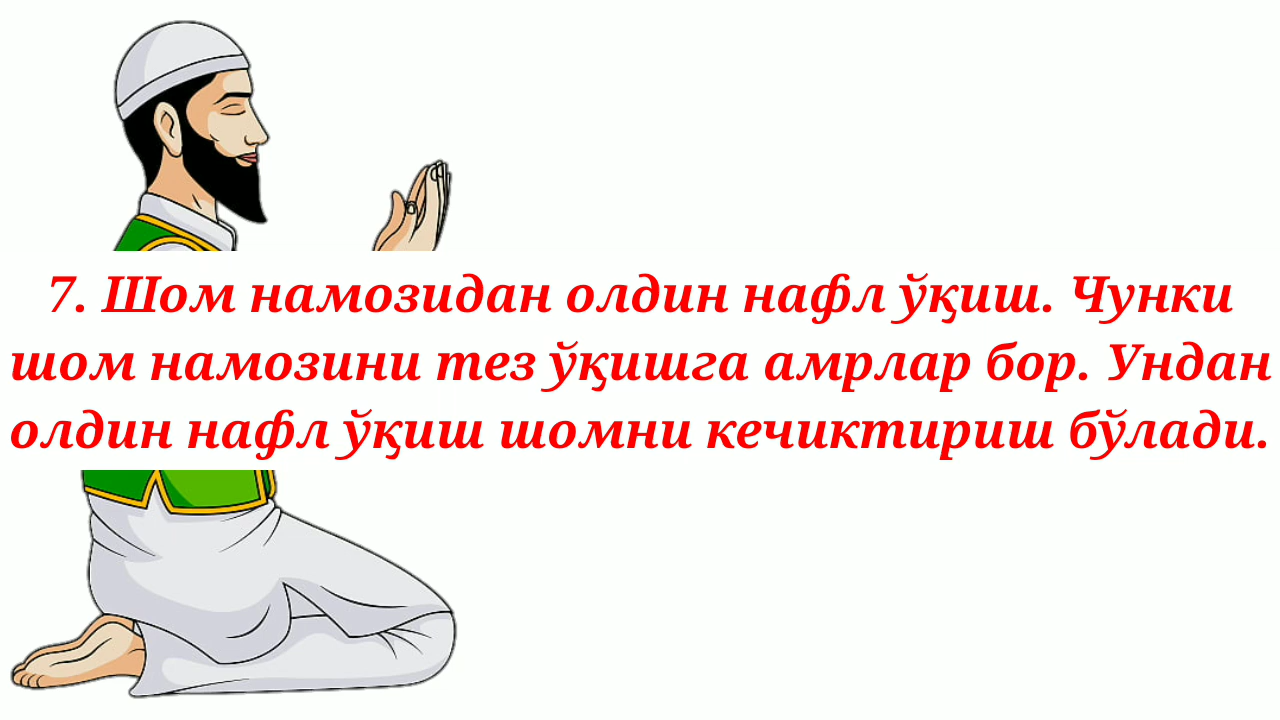 7. Шом намозидан олдин нафл ўқиш. Чунки
шом намозини тез ўқишга амрлар бор. Ундан
олдин нафл ўқиш шомни кечиктириш бўлади.